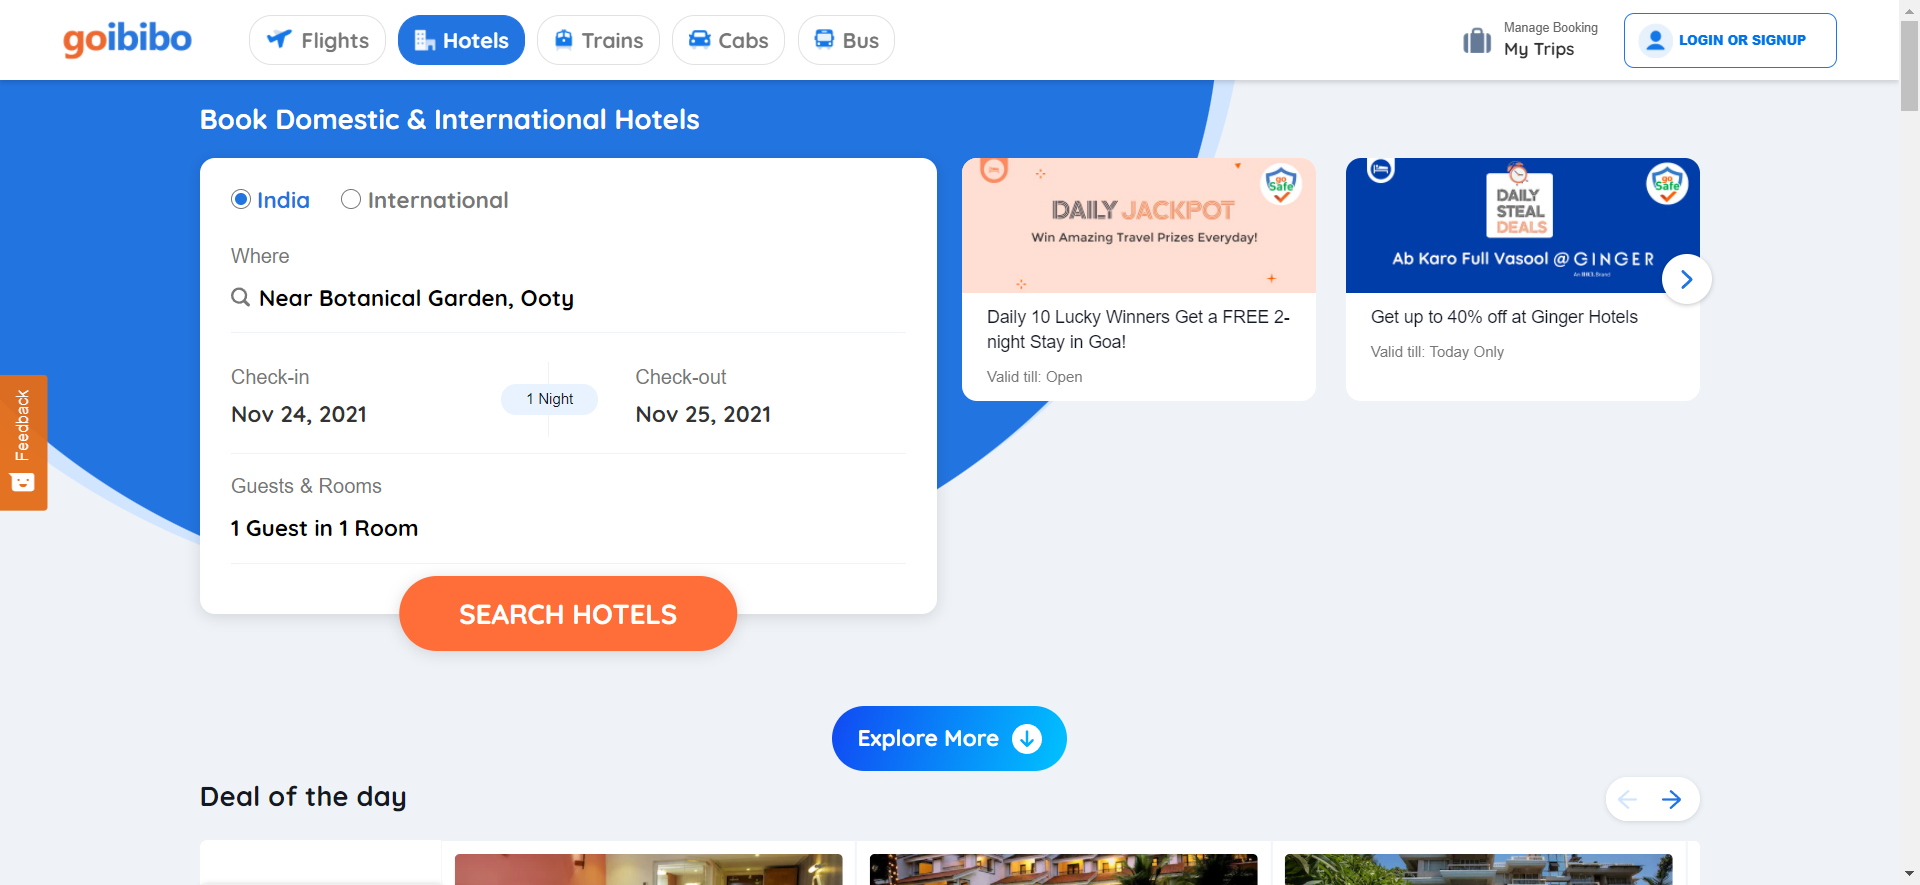 goibibo
Flights
Hotels
Trains
Cabs
Bus
Manage Booking
My Trips
LOGIN OR SIGNUP
Book Domestic & International Hotels
India
International
Where
Near Botanical Garden, Ooty
Check-in
Nov 24, 2021
1 Night
Check-out
Nov 25, 2021
Guests & Rooms
1 Guest in 1 Room
SEARCH HOTELS
go
Safe
DAILY JACKPOT
Win Amazing Travel Prizes Everyday!
Daily 10 Lucky Winners Get a FREE 2-
night Stay in Goa!
Valid till: Open
go
Safe
DAILY
STEAL
DEALS
Ab Karo Full Vasool @ GINGER
Get up to 40% off at Ginger Hotels
Valid till: Today Only
Feedback
Explore More
Deal of the day